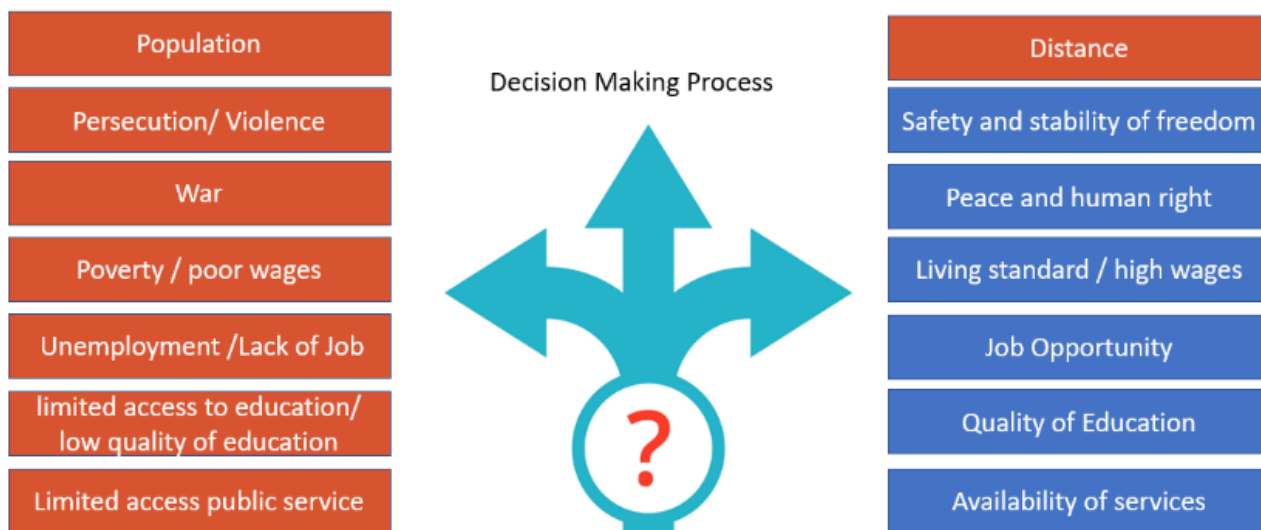 Population
Persecution/ Violence
War
Poverty / poor wages
Unemployment /Lack of Job
limited access to education/
low quality of education
Limited access public service
Decision Making Process
?
Distance
Safety and stability of freedom
Peace and human right
Living standard / high wages
Job Opportunity
Quality of Education
Availability of services